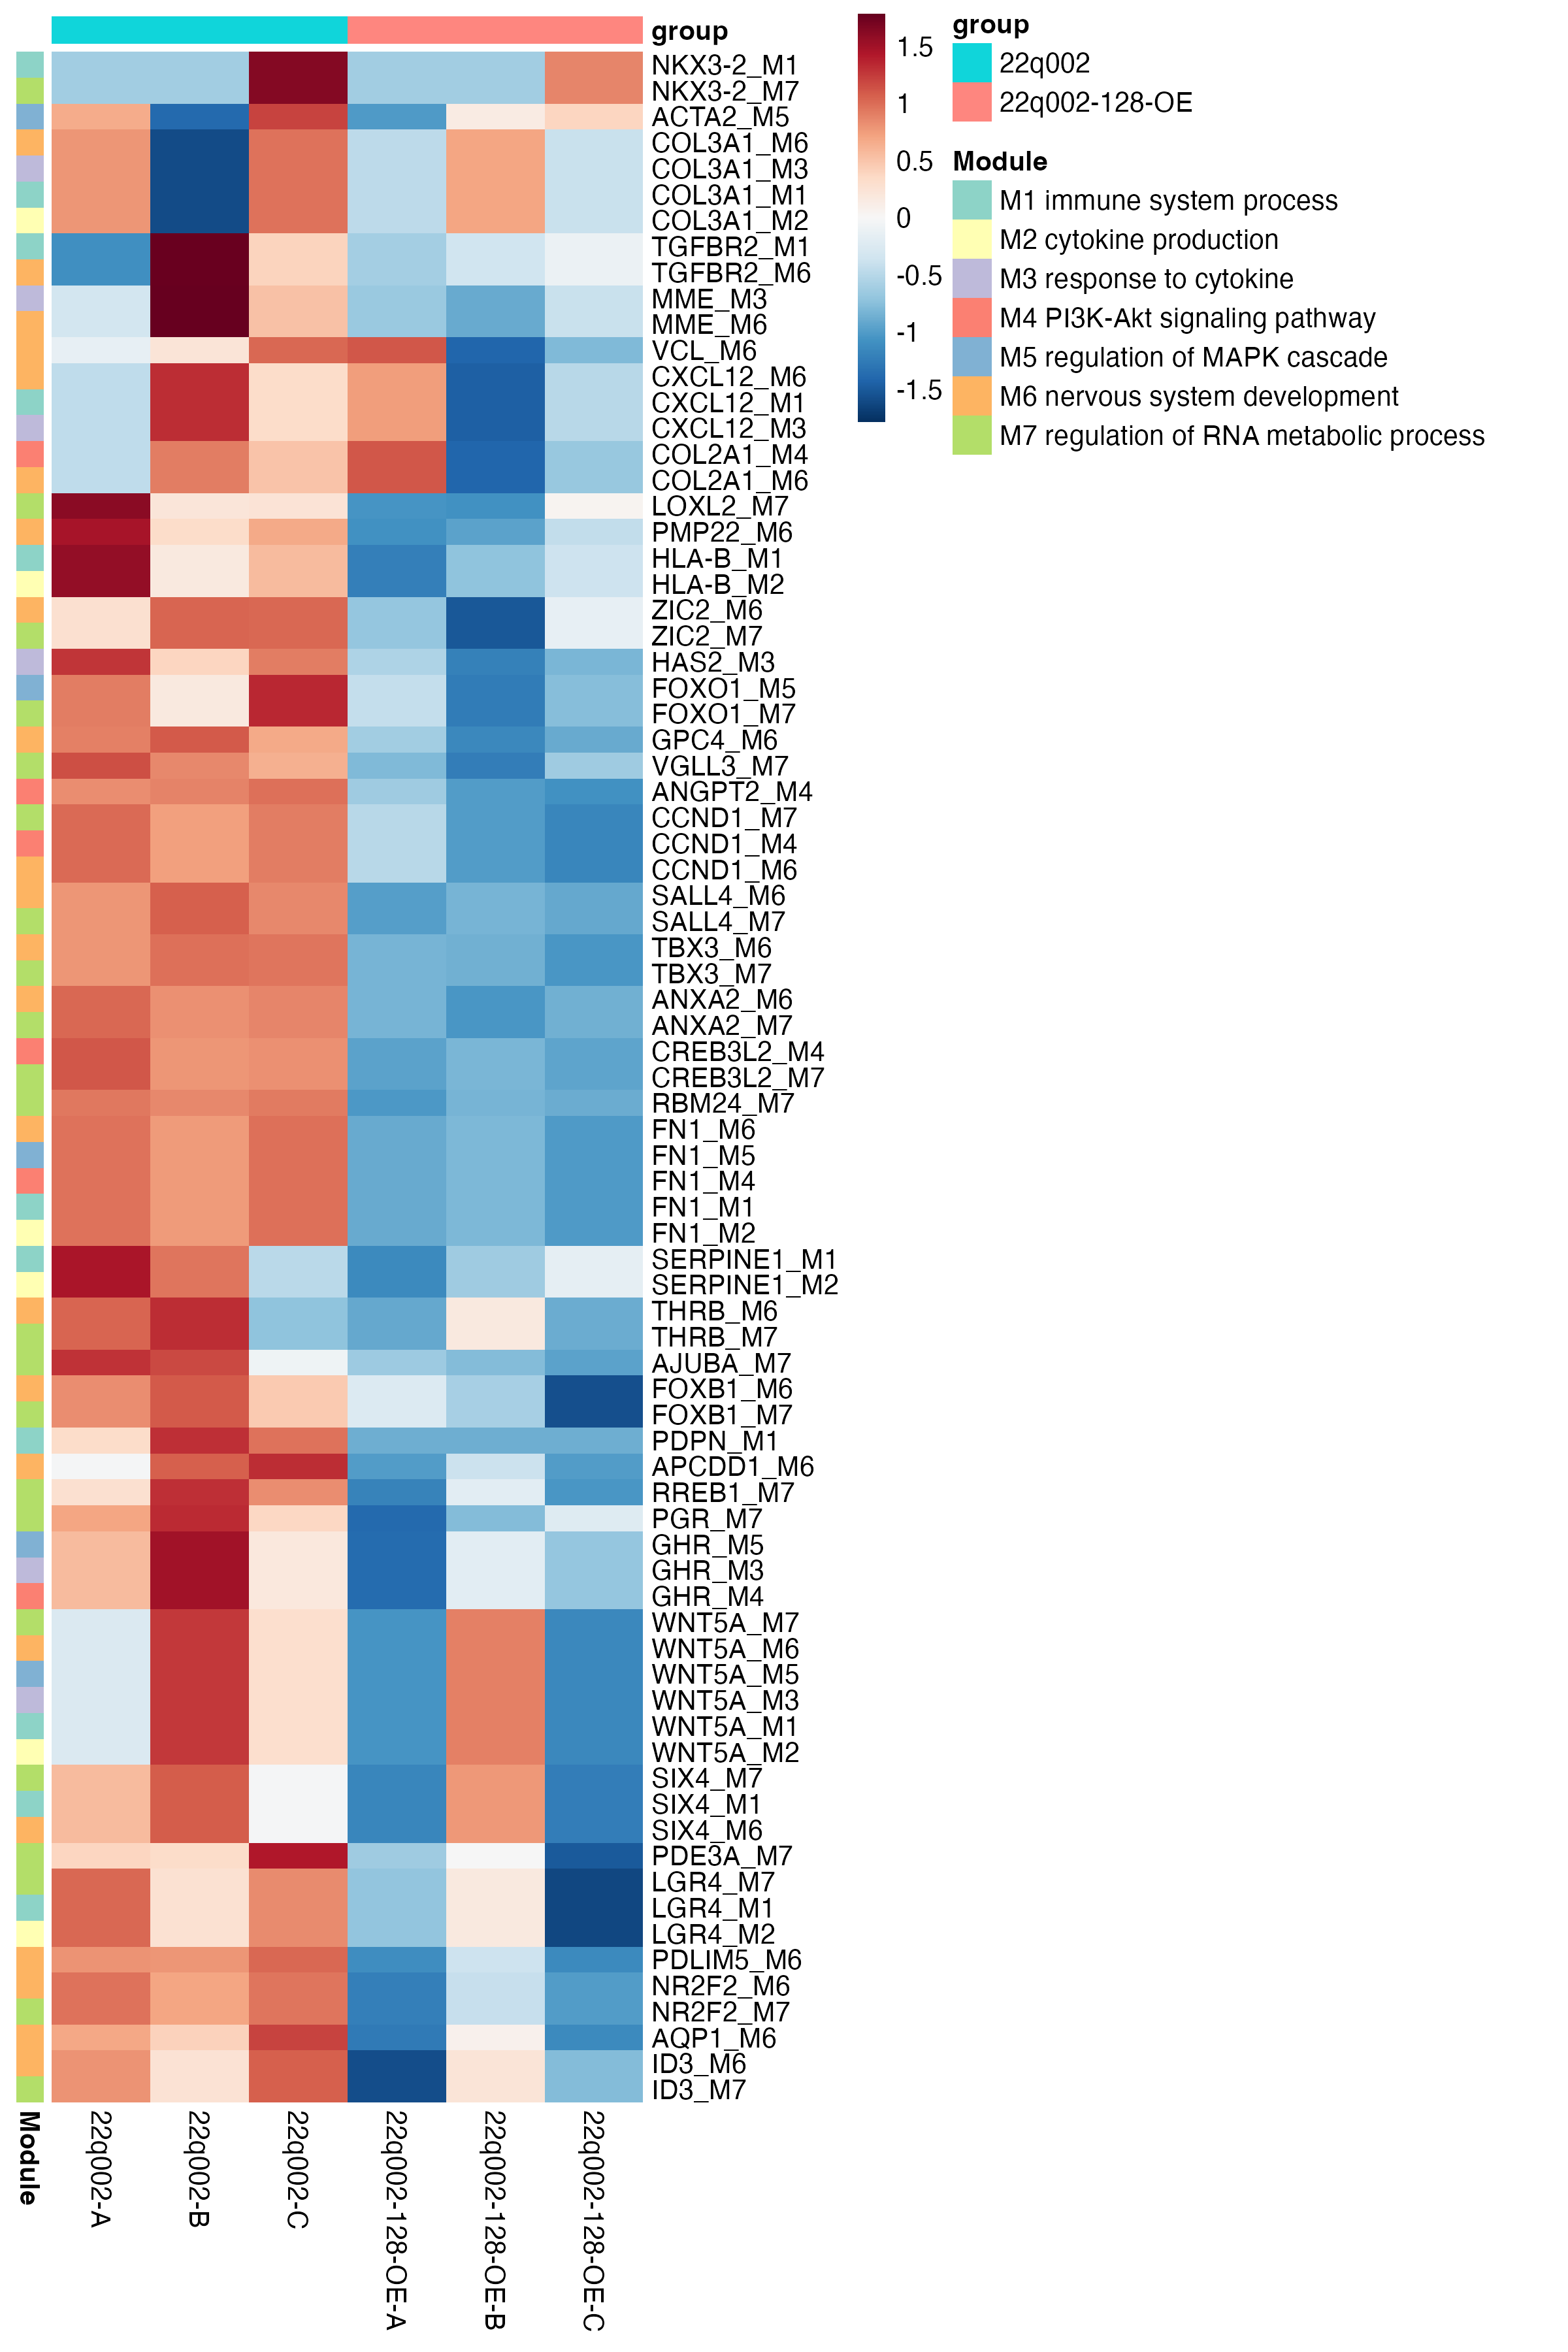 group
NKX3-2_M1
NKX3-2_M7
ACTA2_M5
COL3A1_M6
COL3A1_M3
COL3A1_M1
COL3A1_M2
TGFBR2_M1
TGFBR2_M6
MME_M3
MME_M6
VCL_M6
CXCL12_M6
CXCL12_M1
CXCL12_M3
COL2A1_M4
COL2A1_M6
LOXL2_M7
PMP22_M6
HLA-B_M1
HLA-B_M2
ZIC2_M6
ZIC2_M7
HAS2_M3
FOXO1_M5
FOXO1_M7
GPC4_M6
VGLL3_M7
ANGPT2_M4
CCND1_M7
CCND1_M4
CCND1_M6
SALL4_M6
SALL4_M7
TBX3_M6
TBX3_M7
ANXA2_M6
ANXA2_M7
CREB3L2_M4
CREB3L2_M7
RBM24_M7
FN1_M6
FN1_M5
FN1_M4
FN1_M1
FN1_M2
SERPINE1_M1
SERPINE1_M2
THRB_M6
THRB_M7
AJUBA_M7
FOXB1_M6
FOXB1_M7
PDPN_M1
APCDD1_M6
RREB1_M7
PGR_M7
GHR_M5
GHR_M3
GHR_M4
WNT5A_M7
WNT5A_M6
WNT5A_M5
WNT5A_M3
WNT5A_M1
WNT5A_M2
SIX4_M7
SIX4_M1
SIX4_M6
PDE3A_M7
LGR4_M7
LGR4_M1
LGR4_M2
PDLIM5_M6
NR2F2_M6
NR2F2_M7
AQP1_M6
ID3_M6
ID3_M7
Module
22q002-A
22q002-B
22q002-C
22q002-128-OE-A
22q002-128-OE-B
22q002-128-OE-C
1.5
1
0.5
0
-0.5
-1
-1.5
group
22q002
22q002-128-OE
Module
M1 immune system process
M2 cytokine production
M3 response to cytokine
M4 PI3K-Akt signaling pathway
M5 regulation of MAPK cascade
M6 nervous system development
M7 regulation of RNA metabolic process